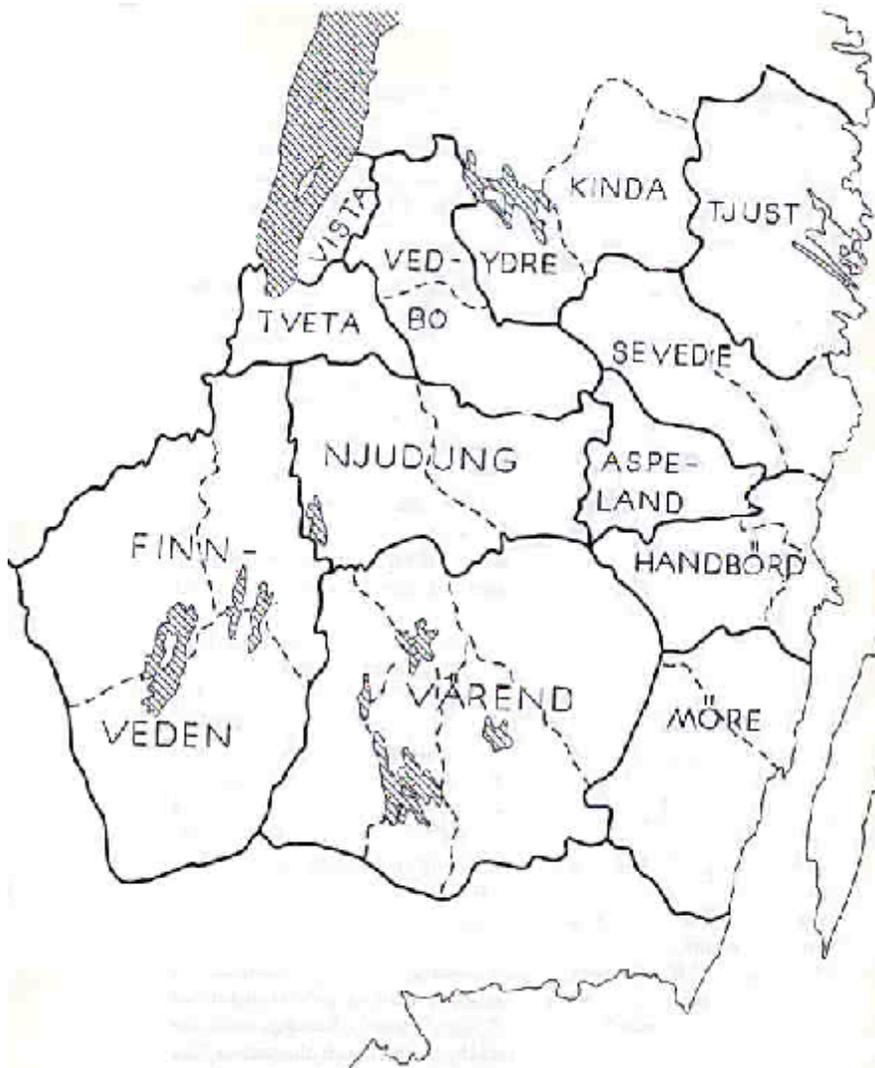 KINDA
TJUST
VISTA
VED-
YDRE
TVETA
BO
SEVEDE
NJUDUNG
ASPE-
LAND
FINN-
HANDBÖRD
VÄREND
MÖRE
VEDEN